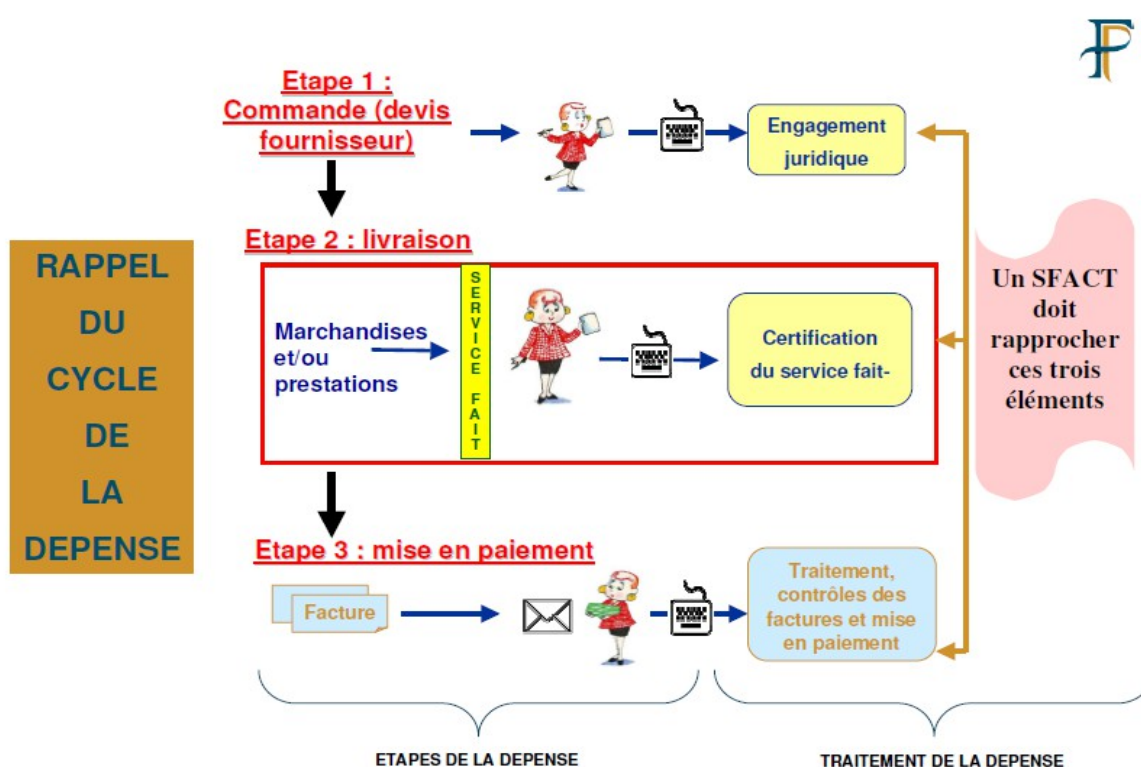 RAPPEL
DU
CYCLE
DE
LA
DEPENSE
Etape 1 :
Commande (devis
fournisseur)
Engagement
juridique
Etape 2 : livraison
Marchandises
et/ou
prestations
SERVICE FAIT
Certification
du service fait-
Etape 3 : mise en paiement
Facture
Traitement,
contrôles des
factures et mise
en paiement
Un SFACT
doit
rapprocher
ces trois
éléments
ETAPES DE LA DEPENSE
TRAITEMENT DE LA DEPENSE